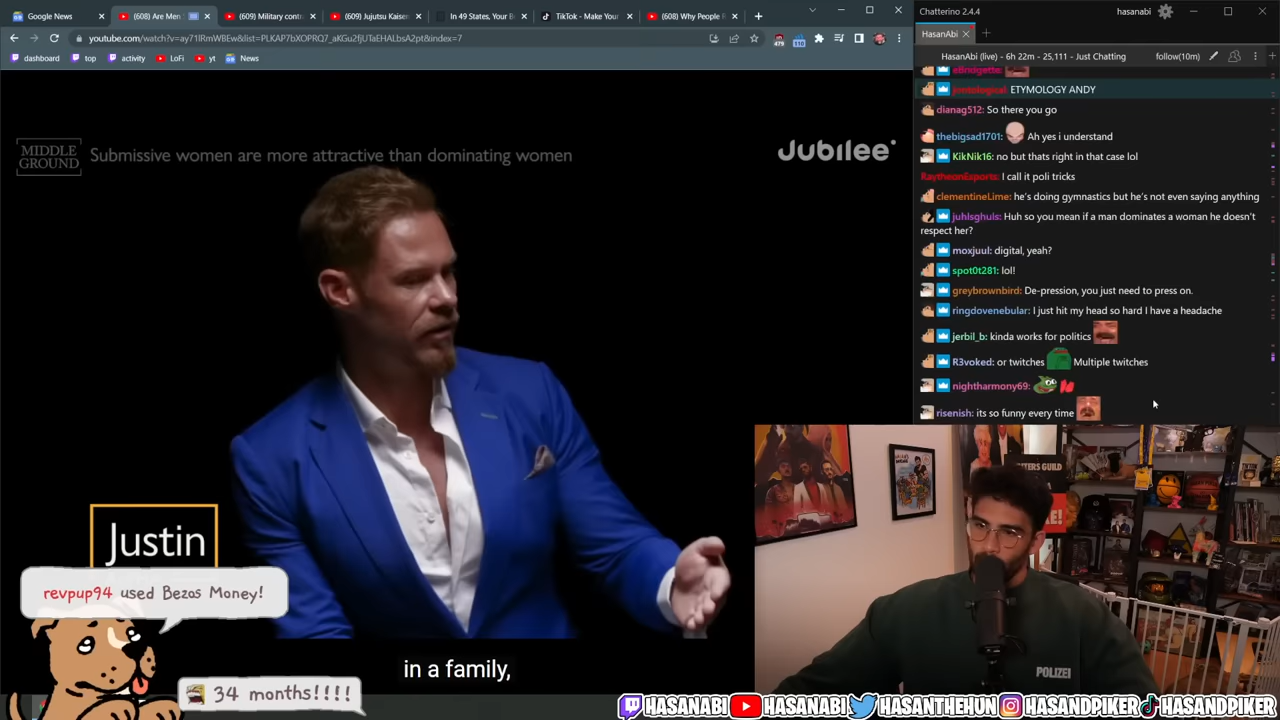 Google News
(608) Are Men
(609) Military contr
(609) Jujutsu Kaisen
In 49 States, Your B
TikTok - Make Your
(608) Why People R
youtube.com/watch?v=ay71lRmWBEw&list=PLKAP7bXOPRQ7_aKGu2fjUTaEHALbsA2pt&index=7
479
110
dashboard
top
activity
LoFi
yt
News
MIDDLE
GROUND
Submissive women are more attractive than dominating women
Jubilee
Justin
revpup94 used Bezos Money!
34 months!!!!
in a family,
Chatterino 2.4.4
hasanabi
HasanAbi
HasanAbi (live) - 6h 22m - 25,111 - Just Chatting
follow(10m)
eBridgette:
jontological: ETYMOLOGY ANDY
dianag512: So there you go
thebigsad1701: Ah yes i understand
KikNik16: no but thats right in that case lol
RaytheonEsports: I call it poli tricks
clementineLime: he's doing gymnastics but he's not even saying anything
juhlsghuls: Huh so you mean if a man dominates a woman he doesn't
respect her?
moxjuul: digital, yeah?
spot0t281: lol!
greybrownbird: De-pression, you just need to press on.
ringdovenebular: I just hit my head so hard I have a headache
jerbil_b: kinda works for politics
R3voked: or twitches Multiple twitches
nightharmony69:
risenish: its so funny every time
POLIZEI
HASANABI
HASANABI
HASANTHEHUN
HASANDPIKER
HASANDPIKER